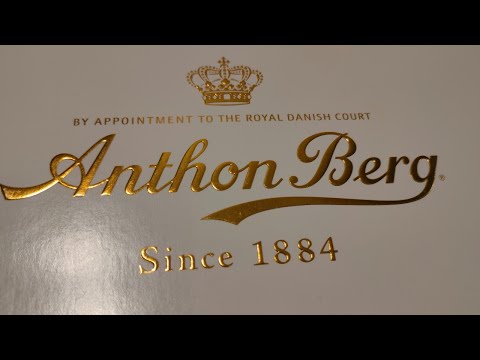 BY APPOINTMENT TO THE ROYAL DANISH COURT
Anthon Berg®
Since 1884